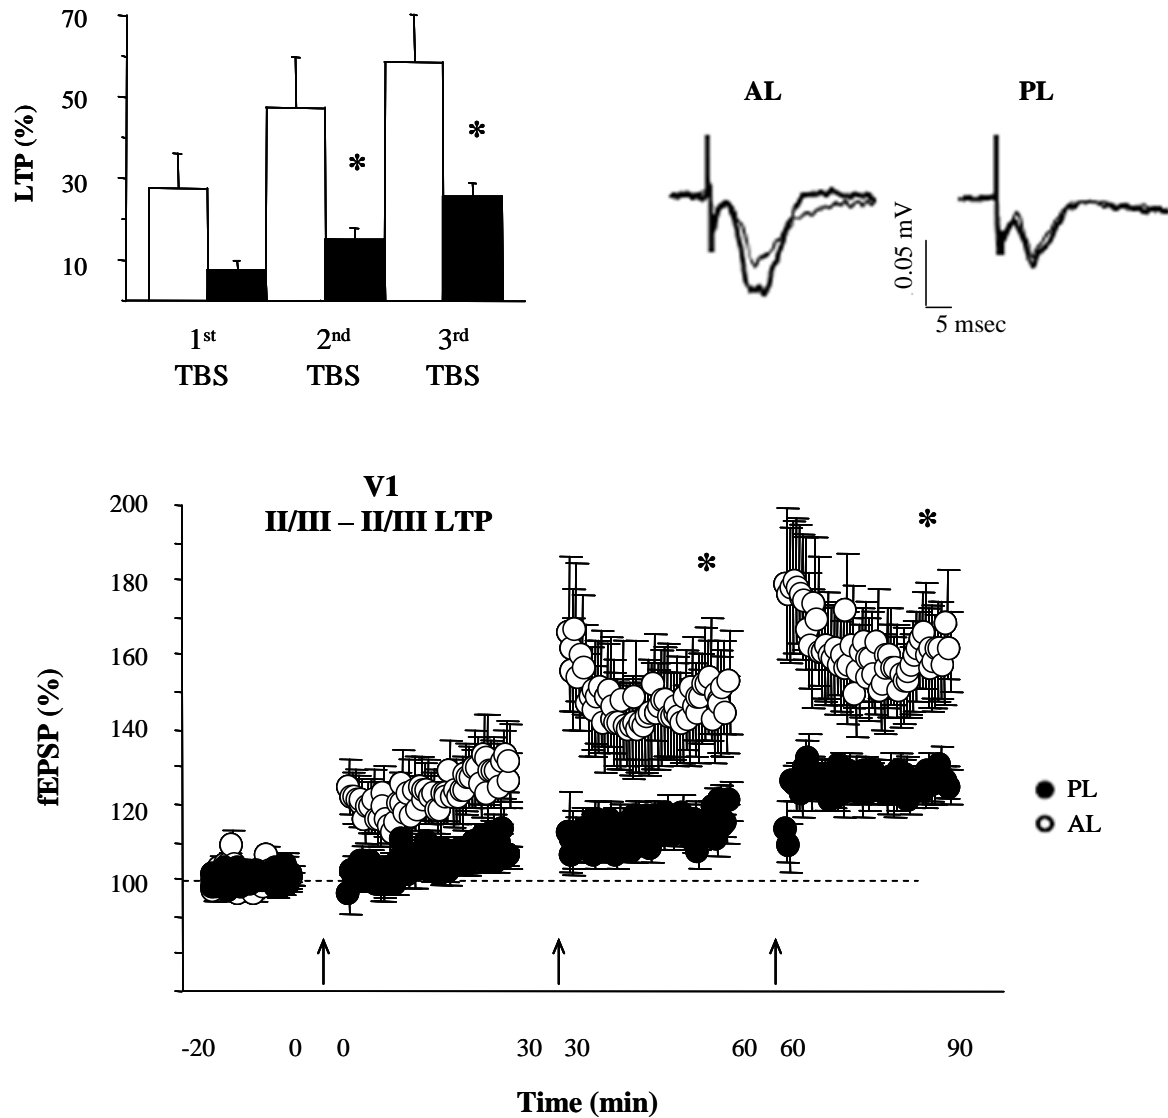 70
50
30
10
LTP (%)
*
*
1st
TBS
2nd
TBS
3rd
TBS
AL
PL
0.05 mV
5 msec
V1
II/III – II/III LTP
200
180
160
140
120
100
fEPSP (%)
*
*
PL
AL
-20 0 0 30 30 60 60 90
Time (min)